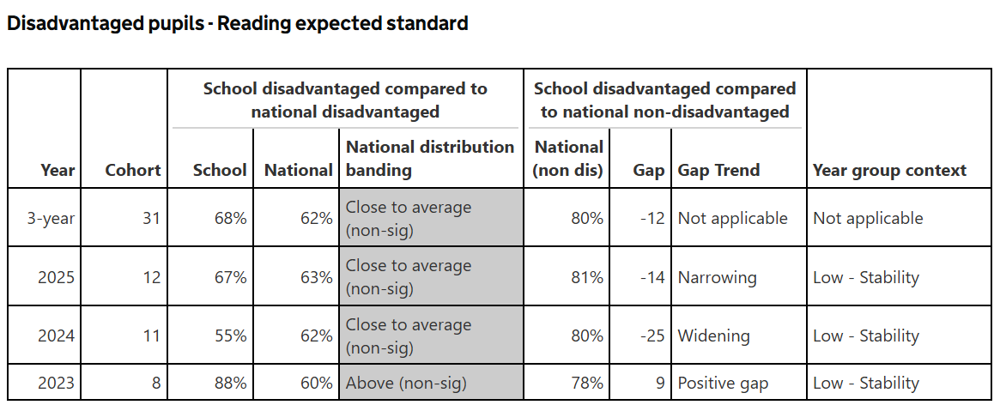 Disadvantaged pupils - Reading expected standard
School disadvantaged compared to national disadvantaged
School disadvantaged compared to national non-disadvantaged
Year Cohort School National National distribution banding National (non dis) Gap Gap Trend Year group context
3-year 31 68% 62% Close to average (non-sig) 80% -12 Not applicable Not applicable
2025 12 67% 63% Close to average (non-sig) 81% -14 Narrowing Low - Stability
2024 11 55% 62% Close to average (non-sig) 80% -25 Widening Low - Stability
2023 8 88% 60% Above (non-sig) 78% 9 Positive gap Low - Stability